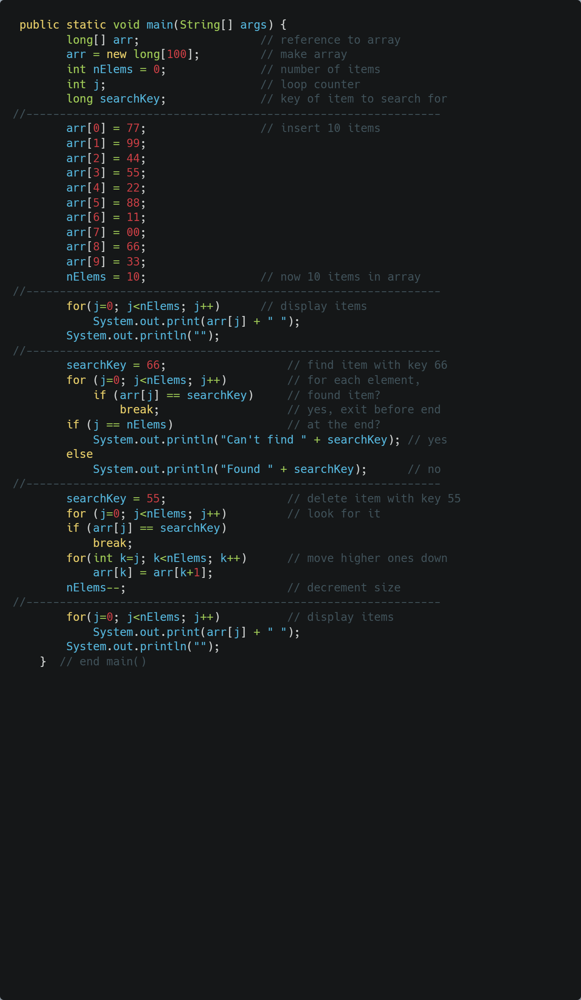 public static void main(String[] args) {
        long[] arr;                  // reference to array
        arr = new long[100];         // make array
        int nElems = 0;              // number of items
        int j;                       // loop counter
        long searchKey;              // key of item to search for
//--------------------------------------------------------------
        arr[0] = 77;                 // insert 10 items
        arr[1] = 99;
        arr[2] = 44;
        arr[3] = 55;
        arr[4] = 22;
        arr[5] = 88;
        arr[6] = 11;
        arr[7] = 00;
        arr[8] = 66;
        arr[9] = 33;
        nElems = 10;                 // now 10 items in array
//--------------------------------------------------------------
        for(j=0; j<nElems; j++)      // display items
            System.out.print(arr[j] + " ");
        System.out.println("");
//--------------------------------------------------------------
        searchKey = 66;                  // find item with key 66
        for (j=0; j<nElems; j++)         // for each element,
            if (arr[j] == searchKey)     // found item?
                break;                   // yes, exit before end
        if (j == nElems)                 // at the end?
            System.out.println("Can't find " + searchKey); // yes
        else
            System.out.println("Found " + searchKey);      // no
//--------------------------------------------------------------
        searchKey = 55;                  // delete item with key 55
        for (j=0; j<nElems; j++)         // look for it
        if (arr[j] == searchKey)
            break;
        for(int k=j; k<nElems; k++)      // move higher ones down
            arr[k] = arr[k+1];
        nElems--;                        // decrement size
//--------------------------------------------------------------
        for(j=0; j<nElems; j++)          // display items
            System.out.print(arr[j] + " ");
        System.out.println("");
    }  // end main()